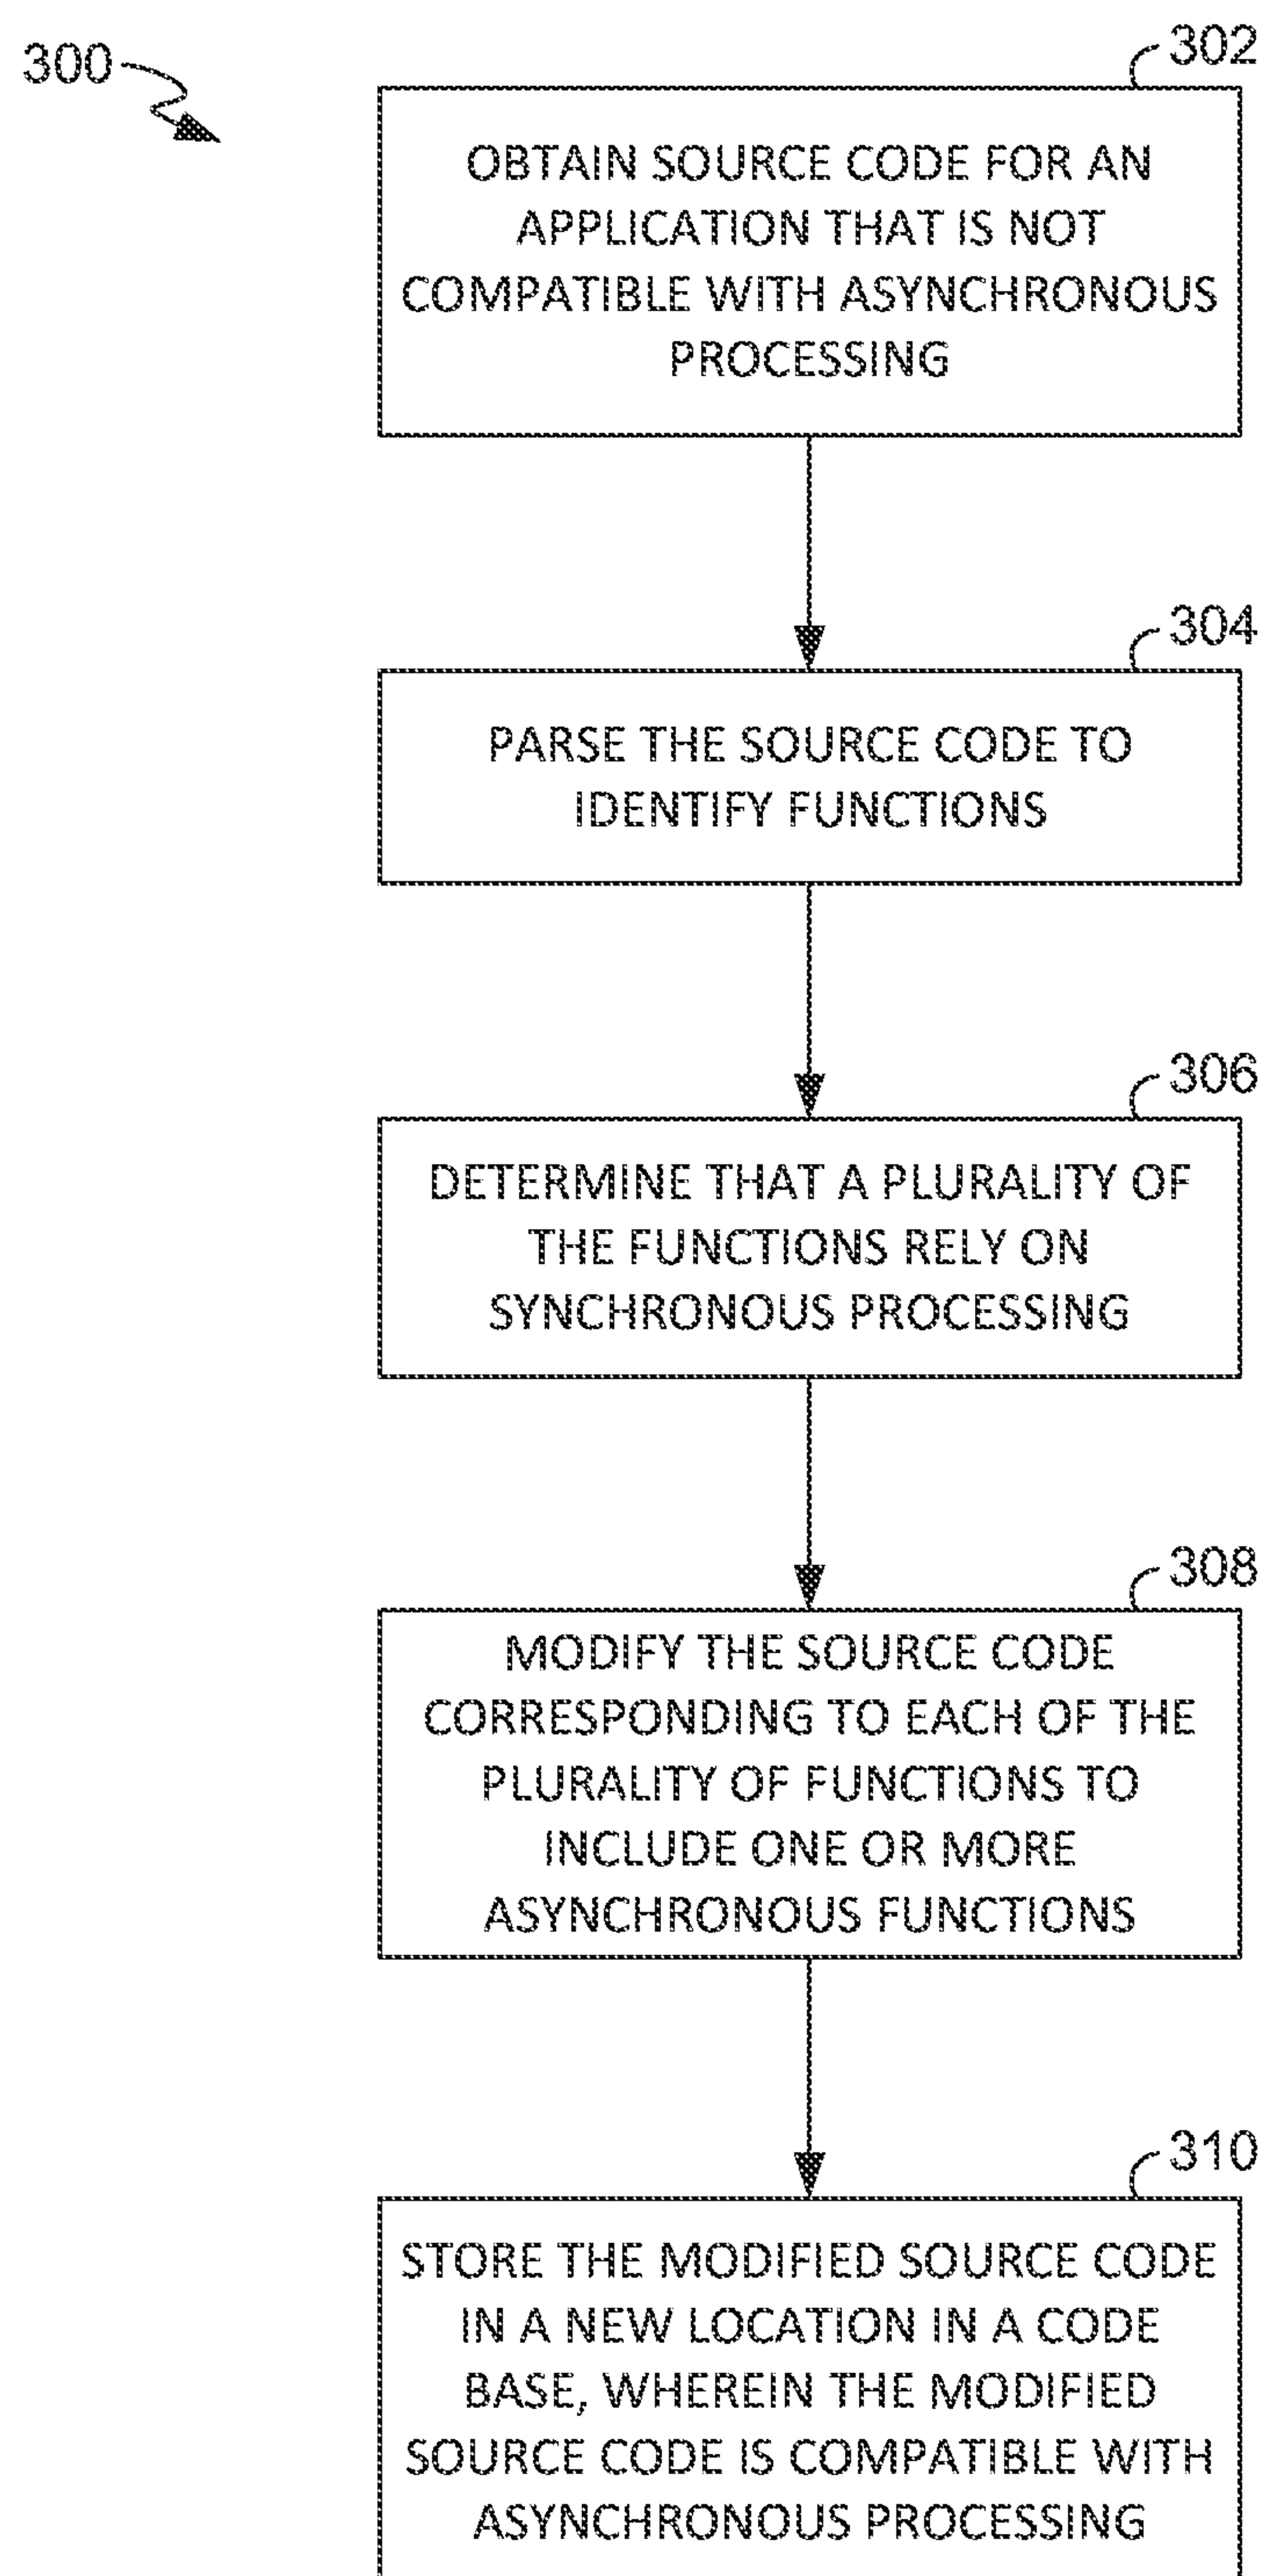 300
302
OBTAIN SOURCE CODE FOR AN
APPLICATION THAT IS NOT
COMPATIBLE WITH ASYNCHRONOUS
PROCESSING
304
PARSE THE SOURCE CODE TO
IDENTIFY FUNCTIONS
306
DETERMINE THAT A PLURALITY OF
THE FUNCTIONS RELY ON
SYNCHRONOUS PROCESSING
308
MODIFY THE SOURCE CODE
CORRESPONDING TO EACH OF THE
PLURALITY OF FUNCTIONS TO
INCLUDE ONE OR MORE
ASYNCHRONOUS FUNCTIONS
310
STORE THE MODIFIED SOURCE CODE
IN A NEW LOCATION IN A CODE
BASE, WHEREIN THE MODIFIED
SOURCE CODE IS COMPATIBLE WITH
ASYNCHRONOUS PROCESSING